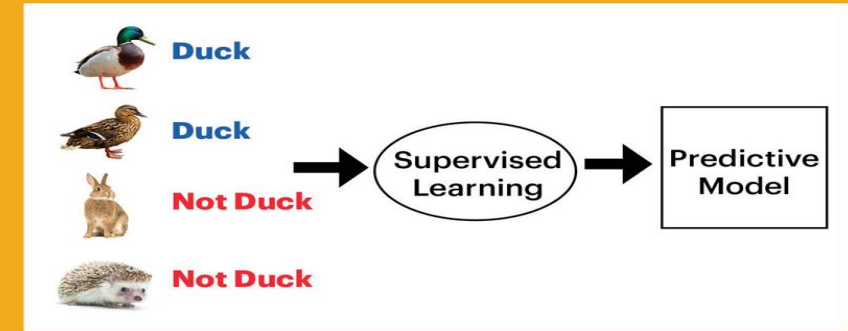 Duck
Duck
Not Duck
Not Duck
Supervised
Learning
Predictive
Model